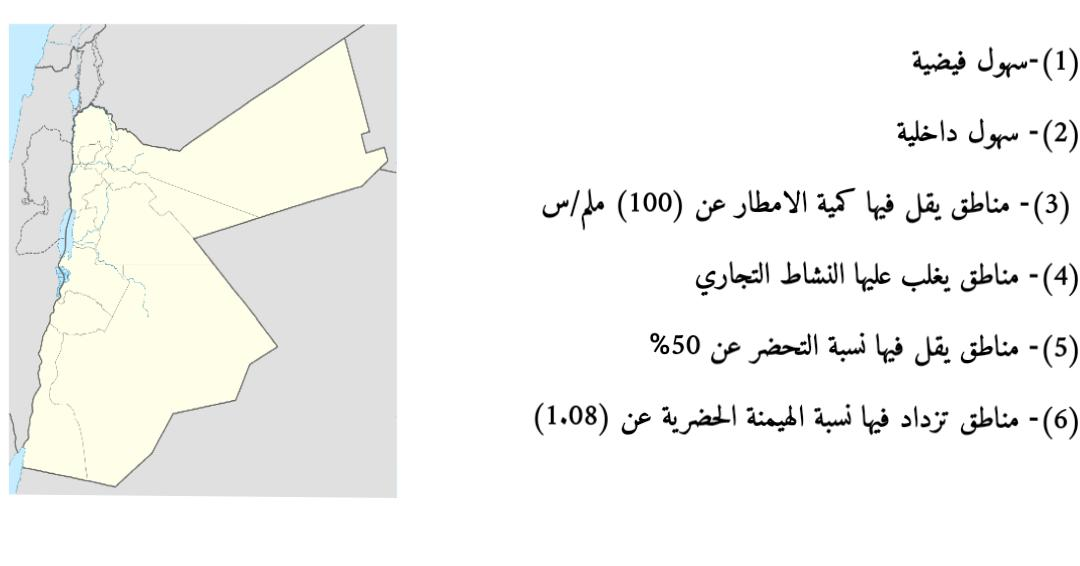 (1)-سهول فيضية
(2)- سهول داخلية
(3)- مناطق يقل فيها كمية الامطار عن (100) ملم/س
(4)- مناطق يغلب عليها النشاط التجاري
(5)- مناطق يقل فيها نسبة التحضر عن 50%
(6)- مناطق تزداد فيها نسبة الهيمنة الحضرية عن (1.08)